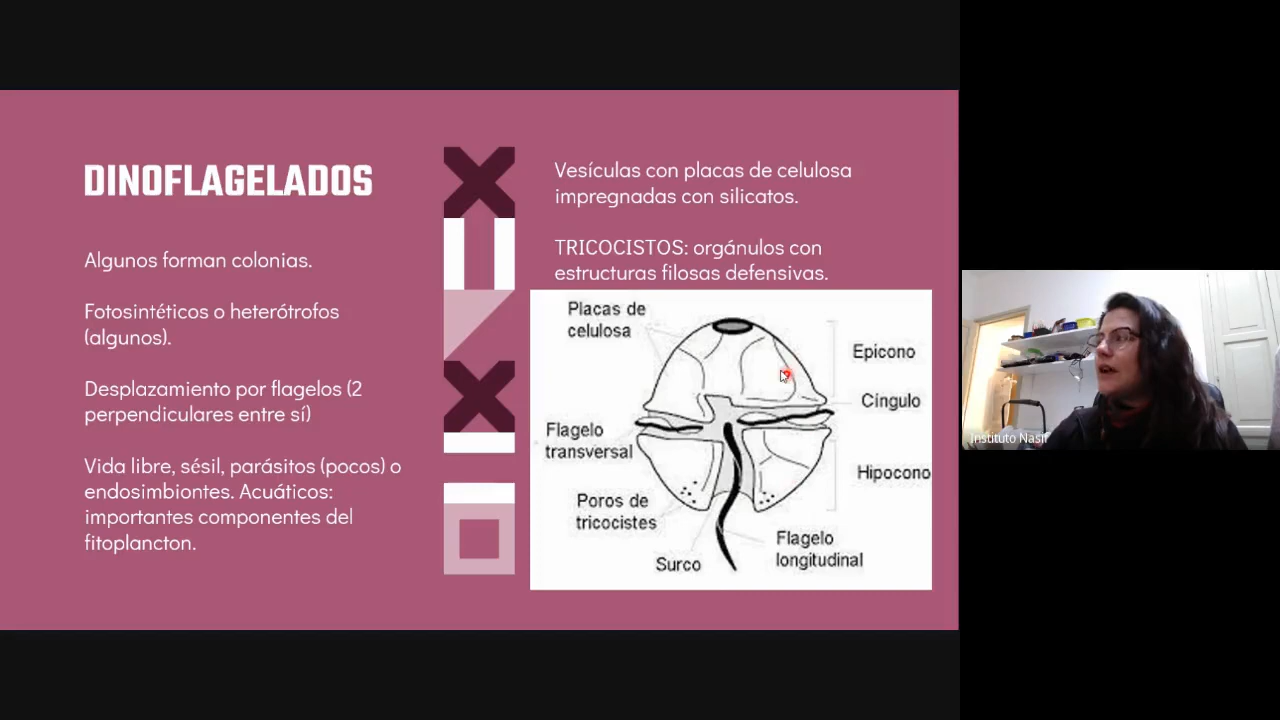 DINOFLAGELADOS
Algunos forman colonias.
Fotosintéticos o heterótrofos
(algunos).
Desplazamiento por flagelos (2
perpendiculares entre sí)
Vida libre, sésil, parásitos (pocos) o
endosimbiontes. Acuáticos:
importantes componentes del
fitoplancton.
Vesículas con placas de celulosa
impregnadas con silicatos.
TRICOCISTOS: orgánulos con
estructuras filosas defensivas.
Placas de
celulosa
Epicono
Cíngulo
Flagelo
transversal
Hipocono
Poros de
tricocistes
Flagelo
longitudinal
Surco
Instituto Nasif